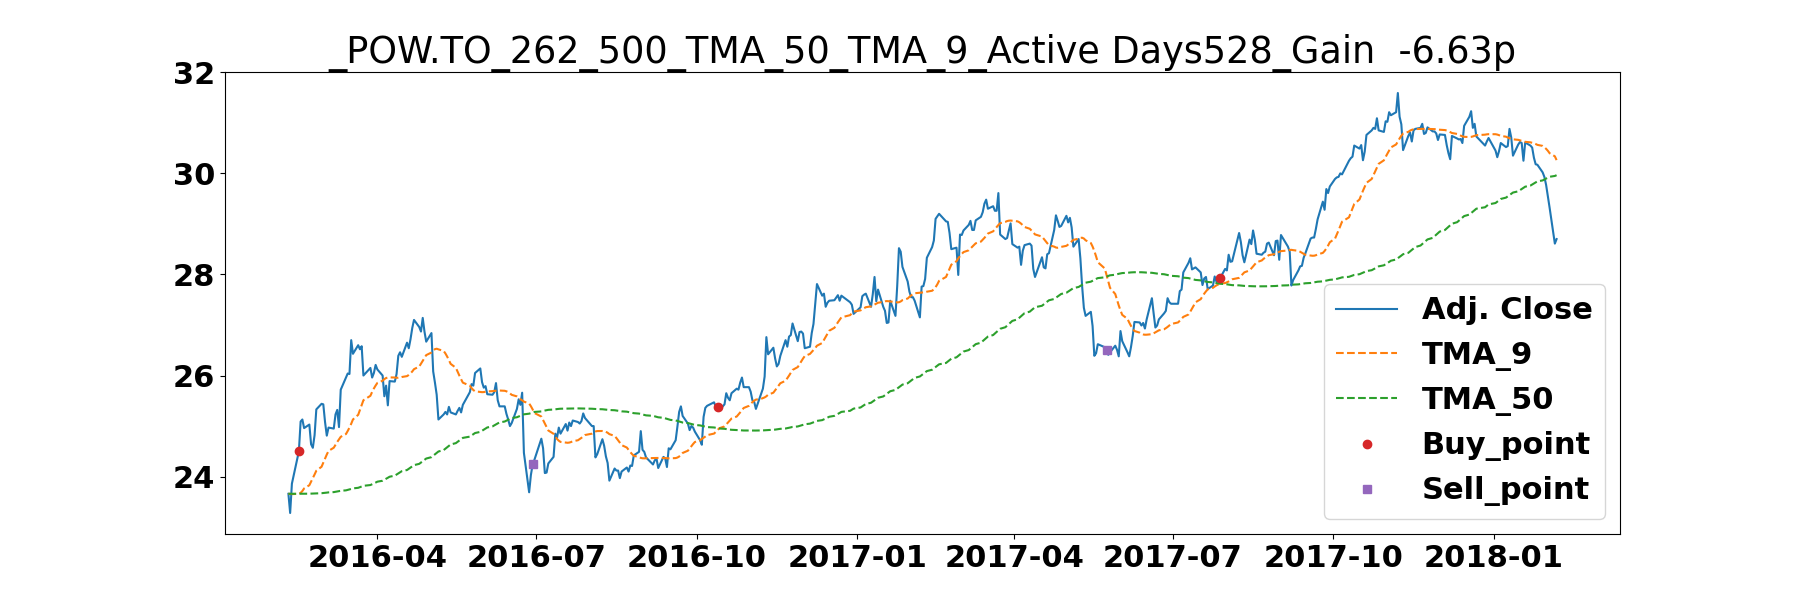 _POW.TO_262_500_TMA_50_TMA_9_Active Days528_Gain  -6.63p
32
30
28
26
24
2016-04 2016-07 2016-10 2017-01 2017-04 2017-07 2017-10 2018-01
Adj. Close
TMA_9
TMA_50
Buy_point
Sell_point